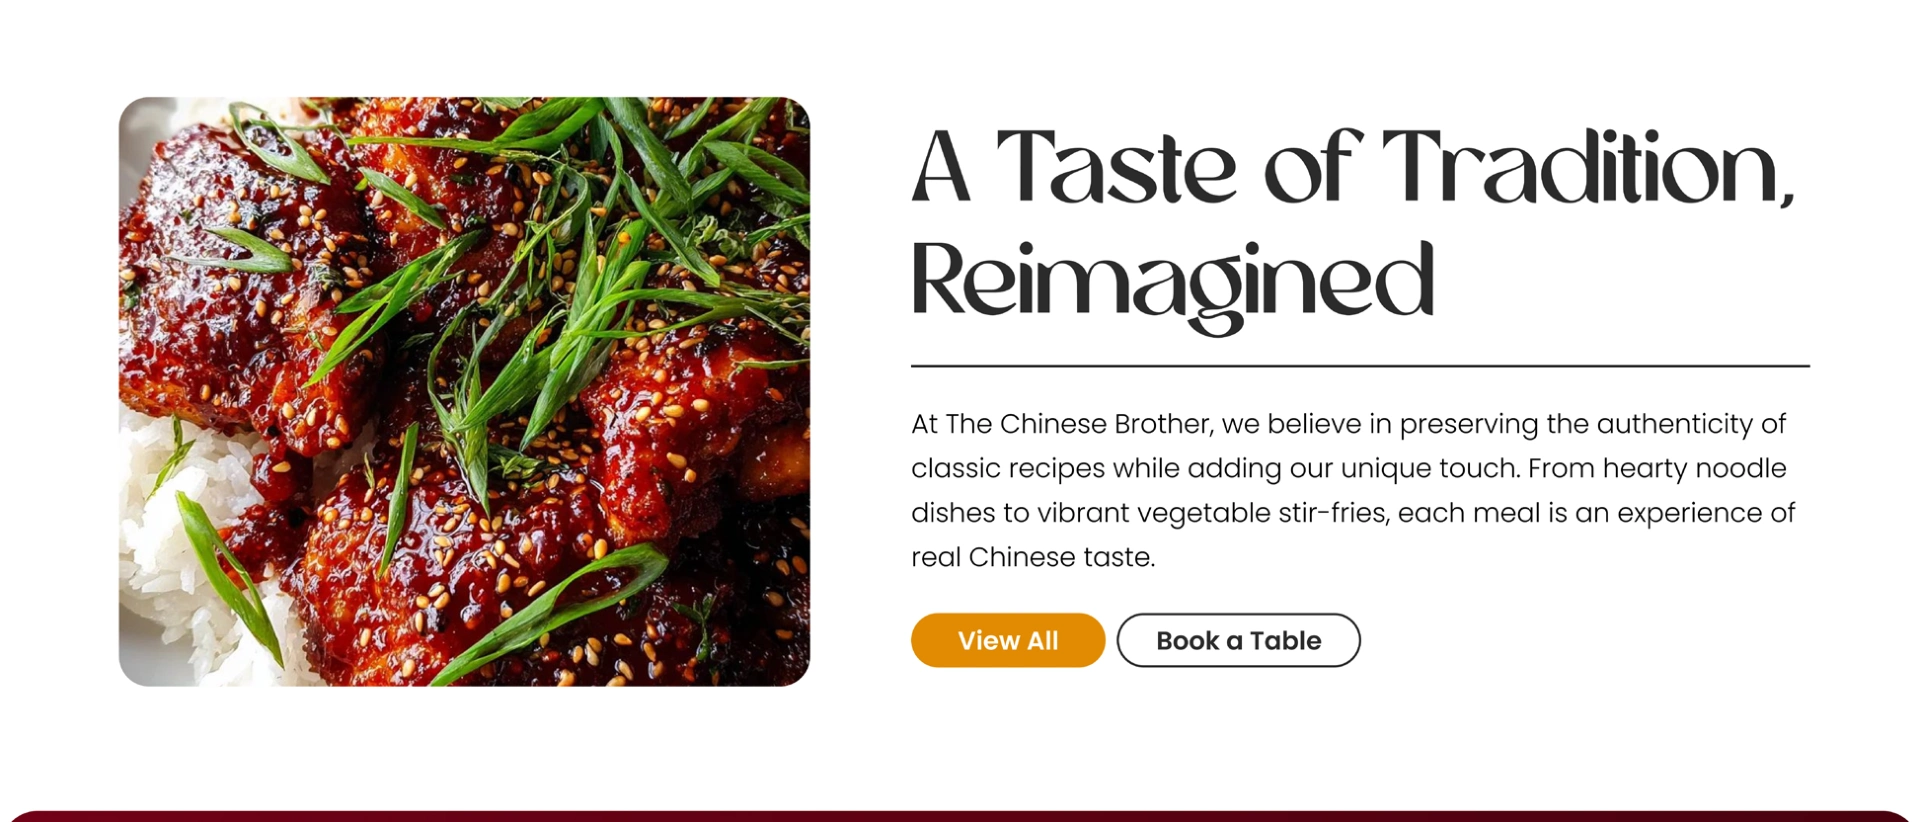 A Taste of Tradition,
Reimagined
At The Chinese Brother, we believe in preserving the authenticity of
classic recipes while adding our unique touch. From hearty noodle
dishes to vibrant vegetable stir-fries, each meal is an experience of
real Chinese taste.
View All
Book a Table